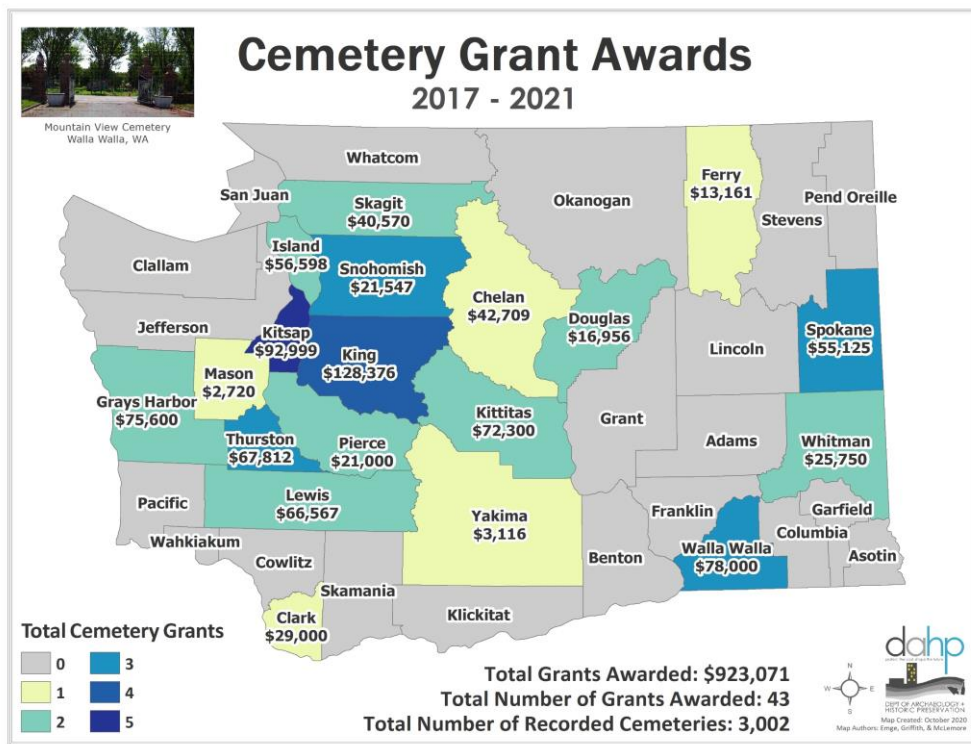 Cemetery Grant Awards
2017 - 2021
Mountain View Cemetery
Walla Walla, WA
Whatcom
San Juan
Skagit
$40,570
Okanogan
Ferry
$13,161
Pend Oreille
Stevens
Island
$56,598
Clallam
Snohomish
$21,547
Chelan
$42,709
Jefferson
Kitsap
$92,999
Douglas
$16,956
Spokane
$55,125
King
$128,376
Lincoln
Mason
$2,720
Grays Harbor
$75,600
Kittitas
$72,300
Grant
Thurston
$67,812
Pierce
$21,000
Adams
Whitman
$25,750
Lewis
$66,567
Pacific
Yakima
$3,116
Franklin
Garfield
Columbia
Wahkiakum
Walla Walla
$78,000
Benton
Asotin
Cowlitz
Skamania
Klickitat
Clark
$29,000
Total Cemetery Grants
0 3
1 4
2 5
Total Grants Awarded: $923,071
Total Number of Grants Awarded: 43
Total Number of Recorded Cemeteries: 3,002
N
W E
S
dahp
DEPT OF ARCHAEOLOGY +
HISTORIC PRESERVATION
Map Created: October 2020
Map Authors: Emge, Griffith, & McLemore